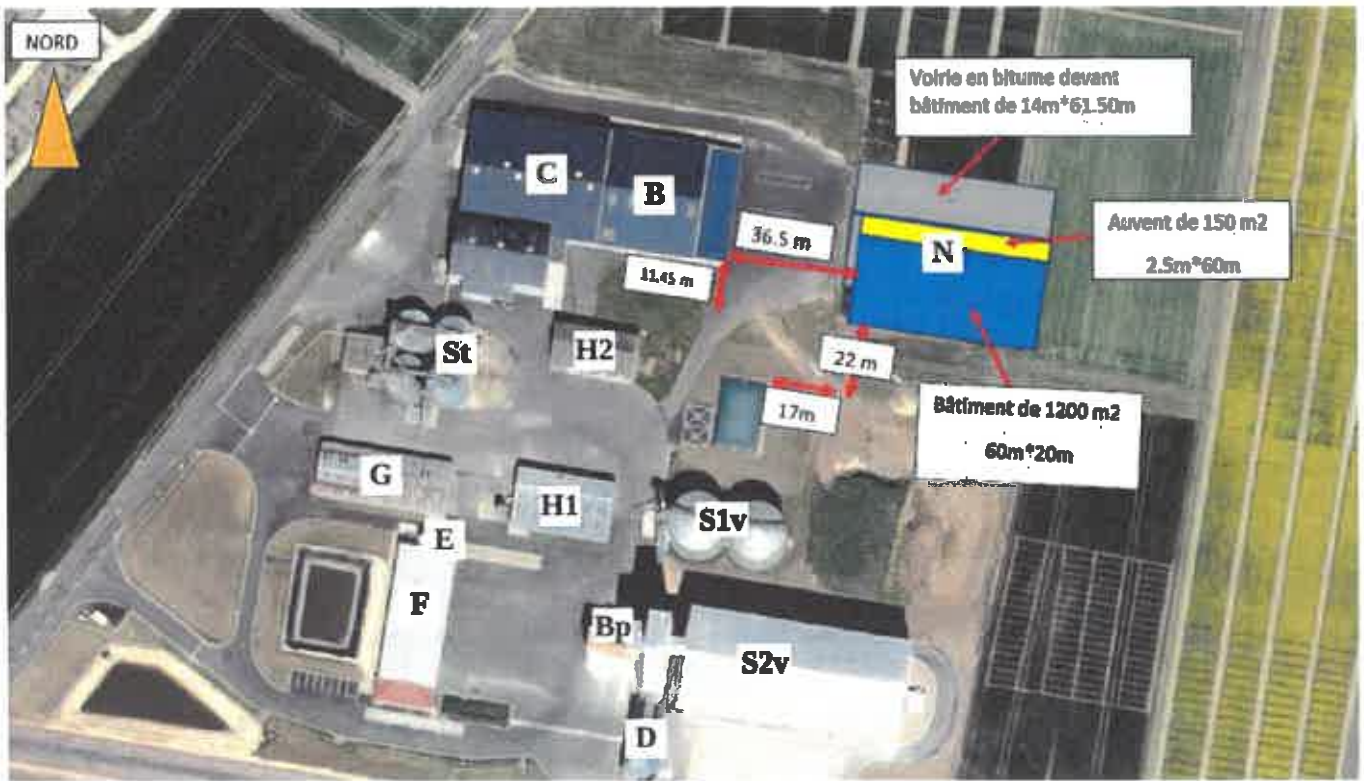 NORD
Voirie en bitume devant
bâtiment de 14m*61.50m
C
B
36.5 m
N
Auvent de 150 m2
2.5m*60m
11.45 m
St
H2
22 m
17m
Bâtiment de 1200 m2
60m*20m
G
H1
S1v
E
F
Bp
S2v
D